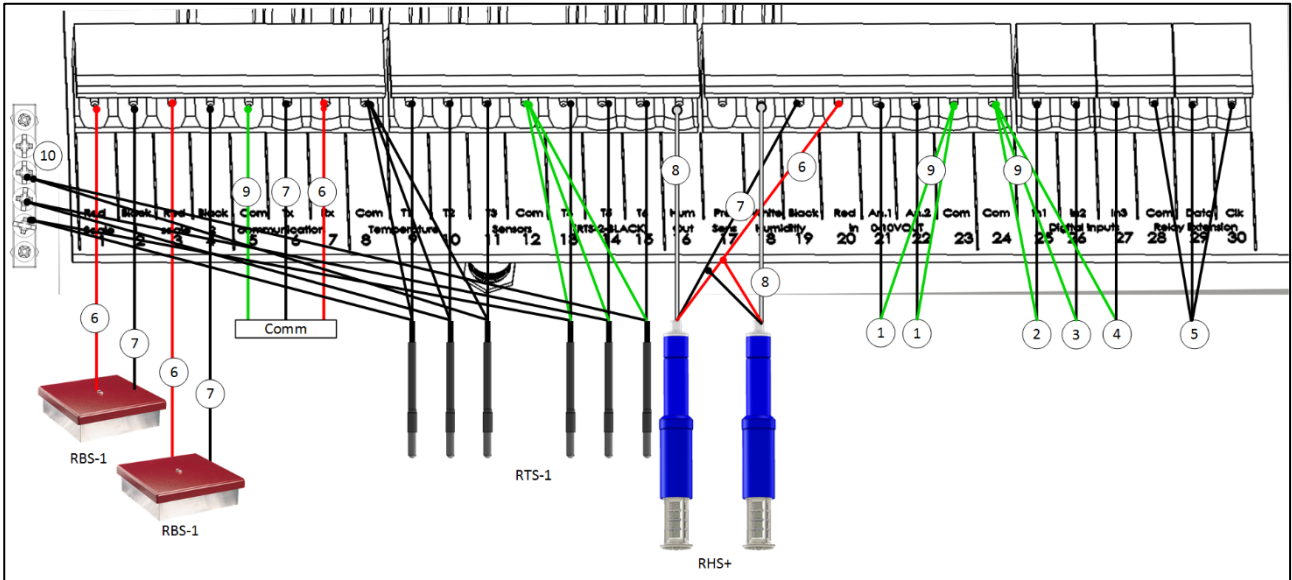 10
8
6
9
7
6
7
9
9
Red Black Red Black Com Tx Rx Com T1 T2 T3 Com T4 T5 T6 Hum Black Red An.1 An.2 Com Com In1 In2 In3 Com Data Clk
Scale scale Communication Temperature Sensors RTS-2-BLACK Out Sens Humidity In 0-10VOUT Digital Inputs Relay Extension
1 2 3 4 5 6 7 8 9 10 11 12 13 14 15 17 19 20 21 22 23 24 25 26 27 28 29 30
8
6
7
6
7
Comm
1
1
2
3
4
5
RBS-1
RBS-1
RTS-1
RHS+